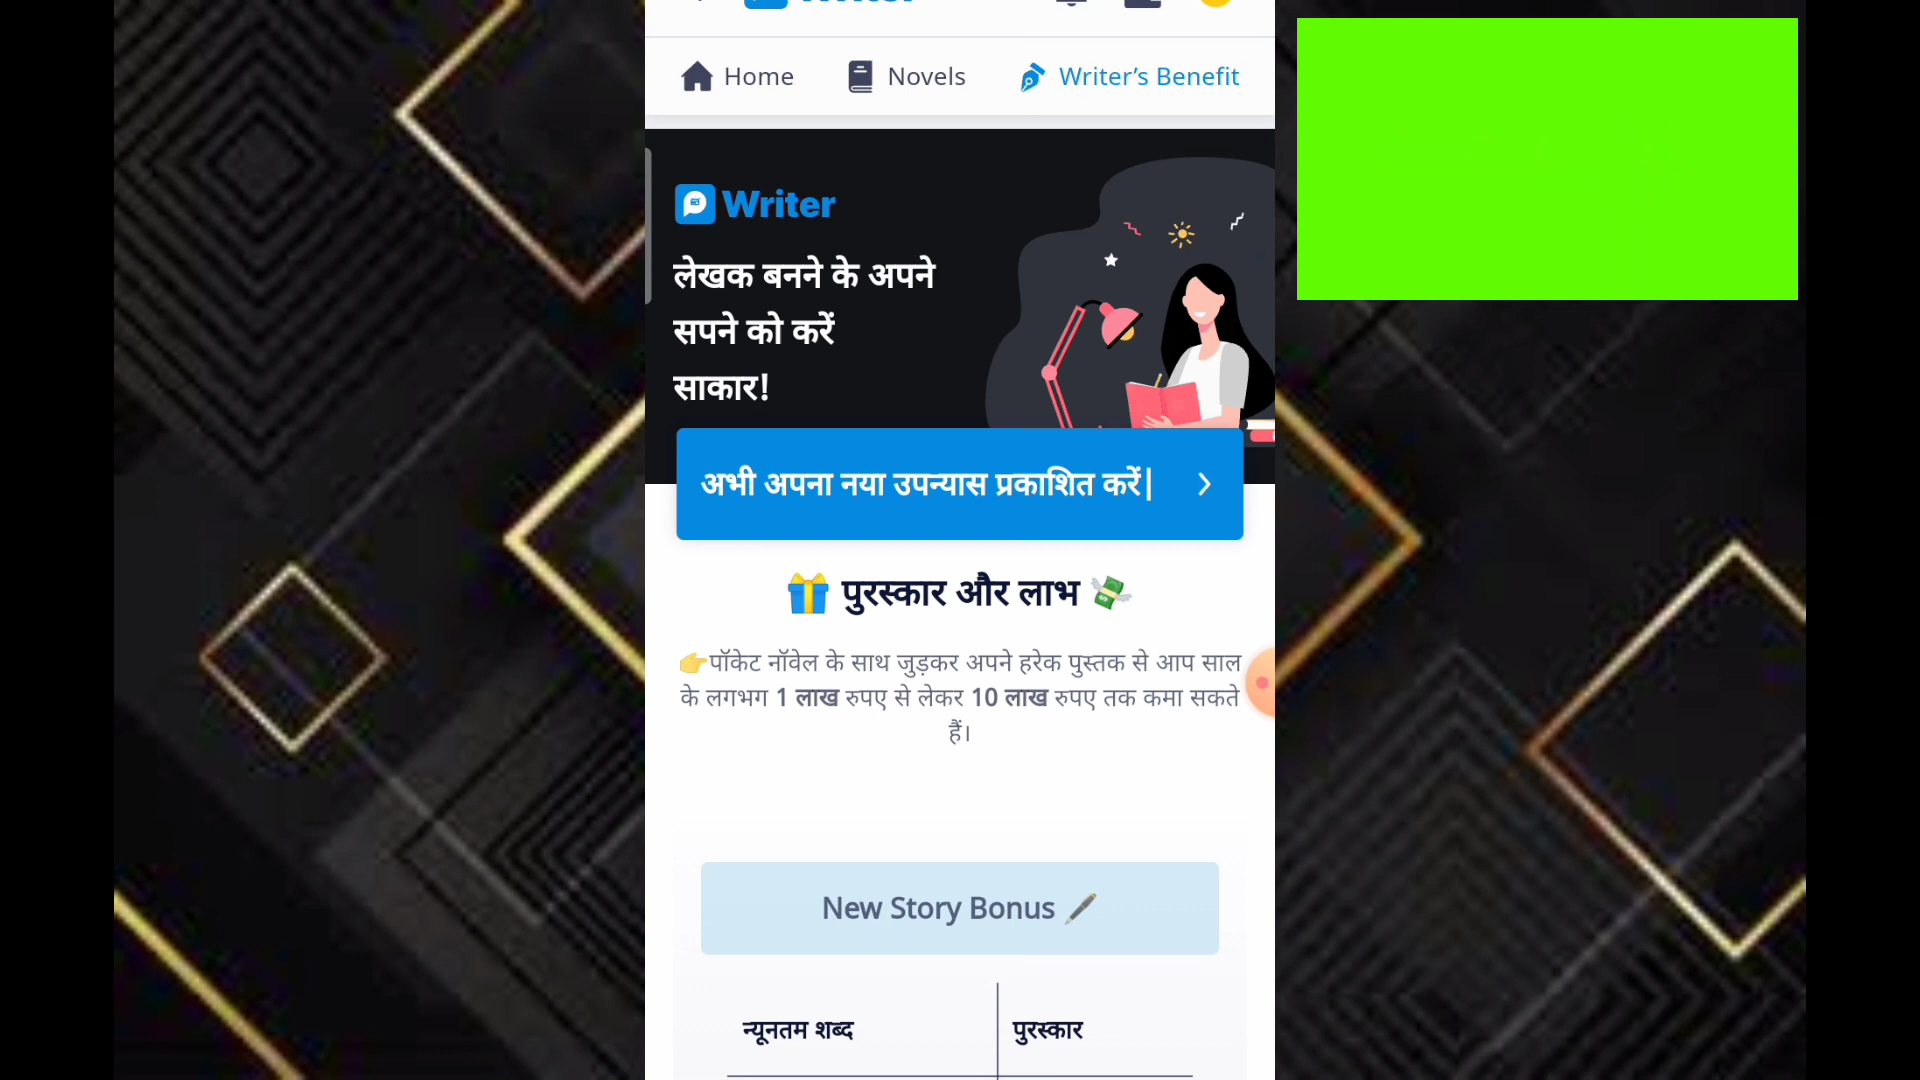 Home Novels Writer’s Benefit
Writer
लेखक बनने के अपने
सपने को करें
साकार!
अभी अपना नया उपन्यास प्रकाशित करें|
🎁 पुरस्कार और लाभ 💸
👉पॉकेट नॉवेल के साथ जुड़कर अपने हरेक पुस्तक से आप साल
के लगभग 1 लाख रुपए से लेकर 10 लाख रुपए तक कमा सकते
हैं।
New Story Bonus 🖋️
न्यूनतम शब्द पुरस्कार